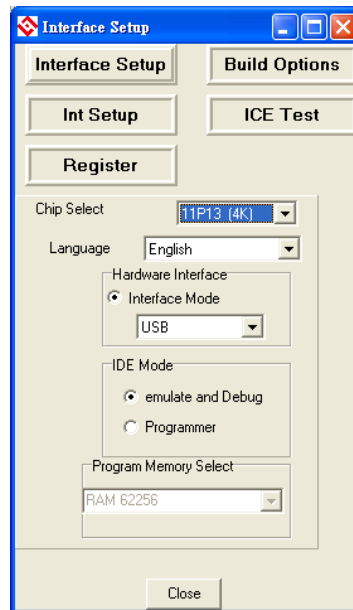 Interface Setup
Interface Setup Build Options
Int Setup ICE Test
Register
Chip Select 11P13 (4K)
Language English
Hardware Interface
Interface Mode
USB
IDE Mode
emulate and Debug
Programmer
Program Memory Select
RAM 62256
Close